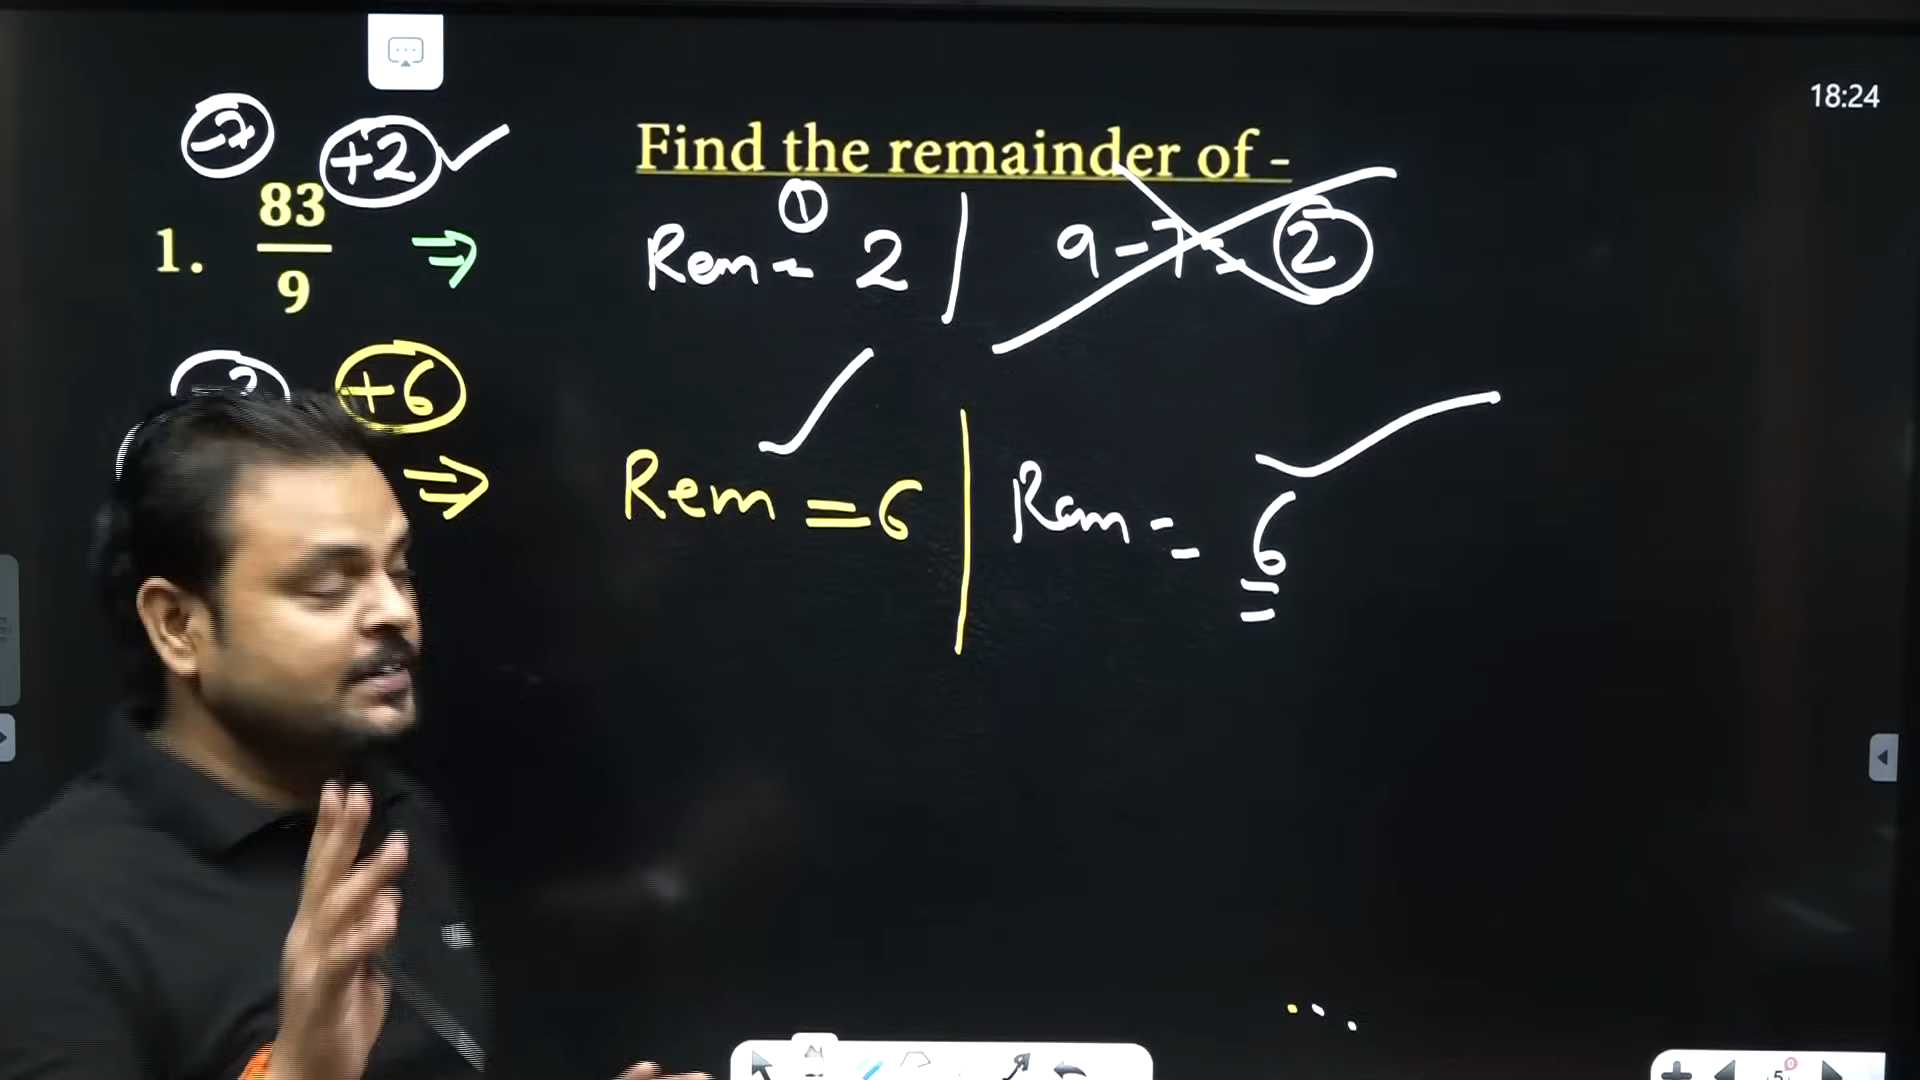 18:24
-7 +2
Find the remainder of -
1. 83/9 ⇒ Rem = 2 | 9 - 7 = 2
①
+6
⇒ Rem = 6 | Rem = 6